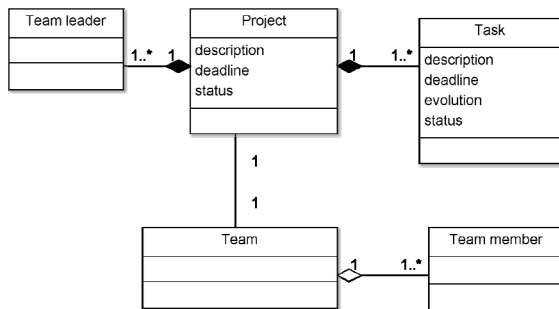 Team leader
Project
Task
1..*
1
description
deadline
status
1
1..*
description
deadline
evolution
status
1
1
Team
1
1..*
Team member